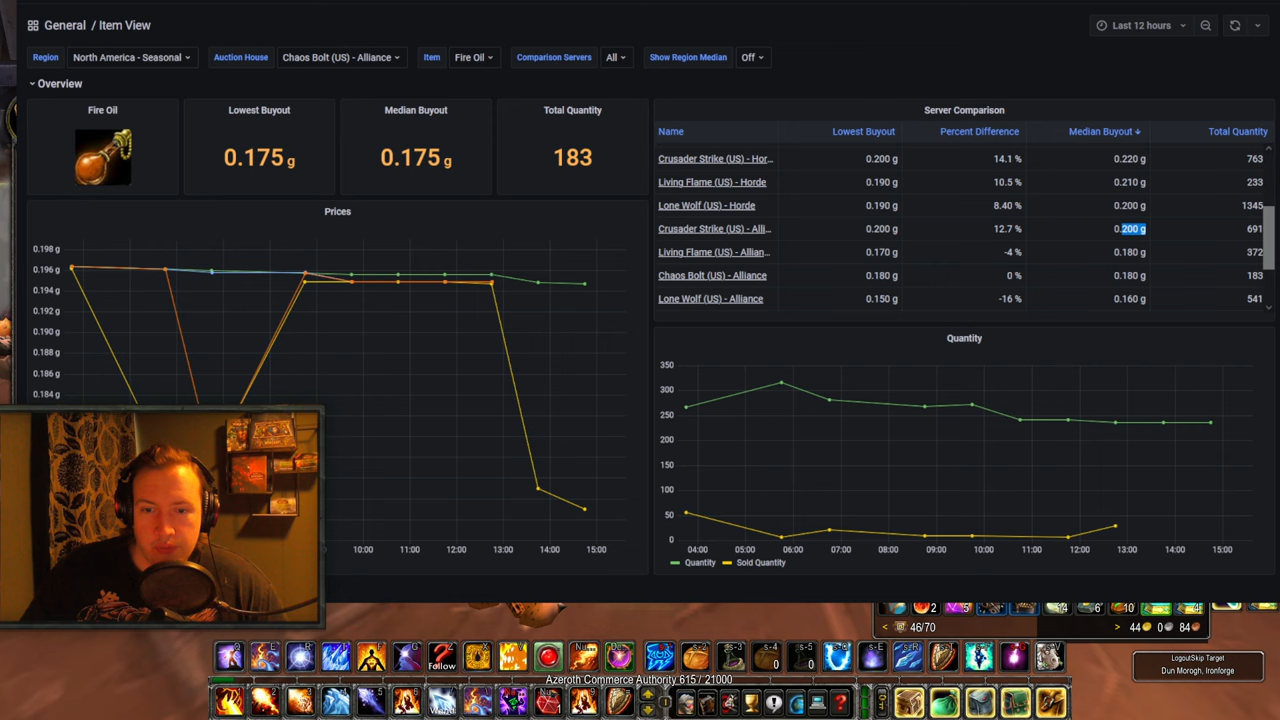 General / Item View
Last 12 hours
Region North America - Seasonal Auction House Chaos Bolt (US) - Alliance Item Fire Oil Comparison Servers All Show Region Median Off
Overview
Fire Oil
Lowest Buyout
0.175 g
Median Buyout
0.175 g
Total Quantity
183
Server Comparison
Name Lowest Buyout Percent Difference Median Buyout Total Quantity
Crusader Strike (US) - Hor... 0.200 g 14.1 % 0.220 g 763
Living Flame (US) - Horde 0.190 g 10.5 % 0.210 g 233
Lone Wolf (US) - Horde 0.190 g 8.40 % 0.200 g 1345
Crusader Strike (US) - Alli... 0.200 g 12.7 % 0.200 g 691
Living Flame (US) - Allian... 0.170 g -4 % 0.180 g 372
Chaos Bolt (US) - Alliance 0.180 g 0 % 0.180 g 183
Lone Wolf (US) - Alliance 0.150 g -16 % 0.160 g 541
Prices
0.198 g
0.196 g
0.194 g
0.192 g
0.190 g
0.188 g
0.186 g
0.184 g
10:00 11:00 12:00 13:00 14:00 15:00
Quantity
350
300
250
200
150
100
50
0
04:00 05:00 06:00 07:00 08:00 09:00 10:00 11:00 12:00 13:00 14:00 15:00
Quantity Sold Quantity
46/70
44 0 84
Follow
Azeroth Commerce Authority 615 / 21000
LogoutSkip Target
Dun Morogh, Ironforge